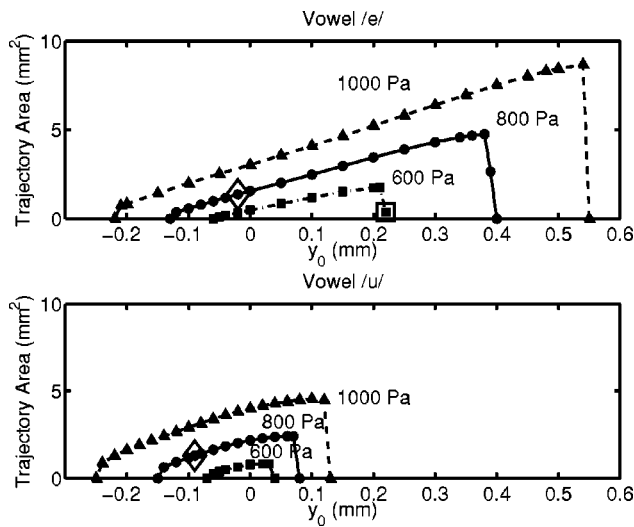 Vowel /e/
Trajectory Area (mm²)
10
5
0
1000 Pa
800 Pa
600 Pa
−0.2 −0.1 0 0.1 0.2 0.3 0.4 0.5 0.6
y₀ (mm)
Vowel /u/
Trajectory Area (mm²)
10
5
0
1000 Pa
800 Pa
600 Pa
−0.2 −0.1 0 0.1 0.2 0.3 0.4 0.5 0.6
y₀ (mm)